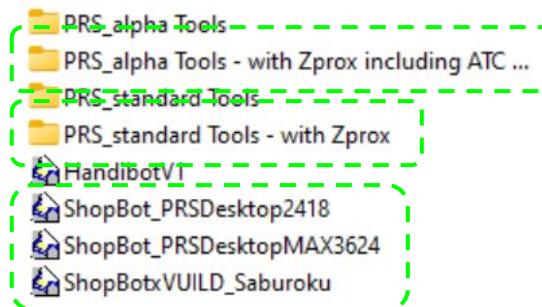 PRS_alpha Tools
PRS_alpha Tools - with Zprox including ATC ...
PRS_standard Tools
PRS_standard Tools - with Zprox
HandibotV1
ShopBot_PRSDesktop2418
ShopBot_PRSDesktopMAX3624
ShopBotxVUILD_Saburoku